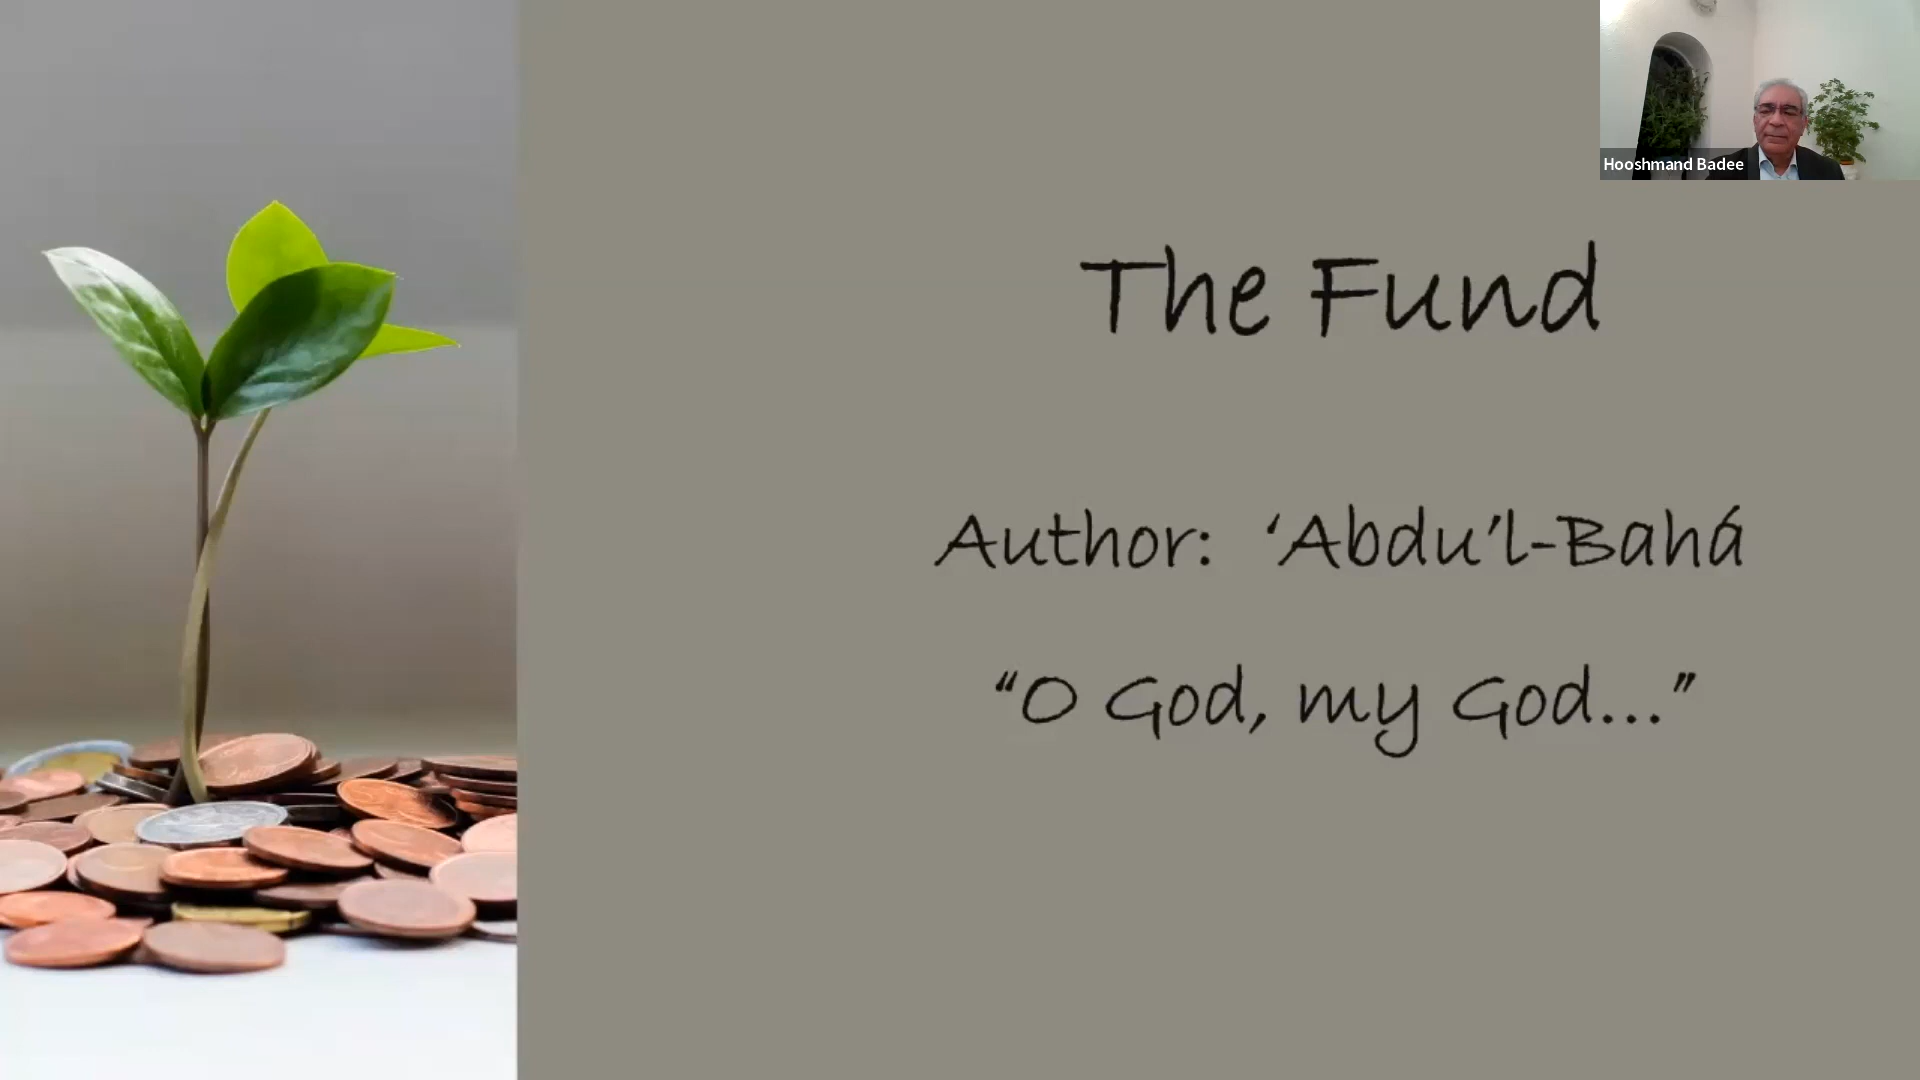 Hooshmand Badee
The Fund
Author: ‘Abdu’l-Bahá
“O God, my God...”